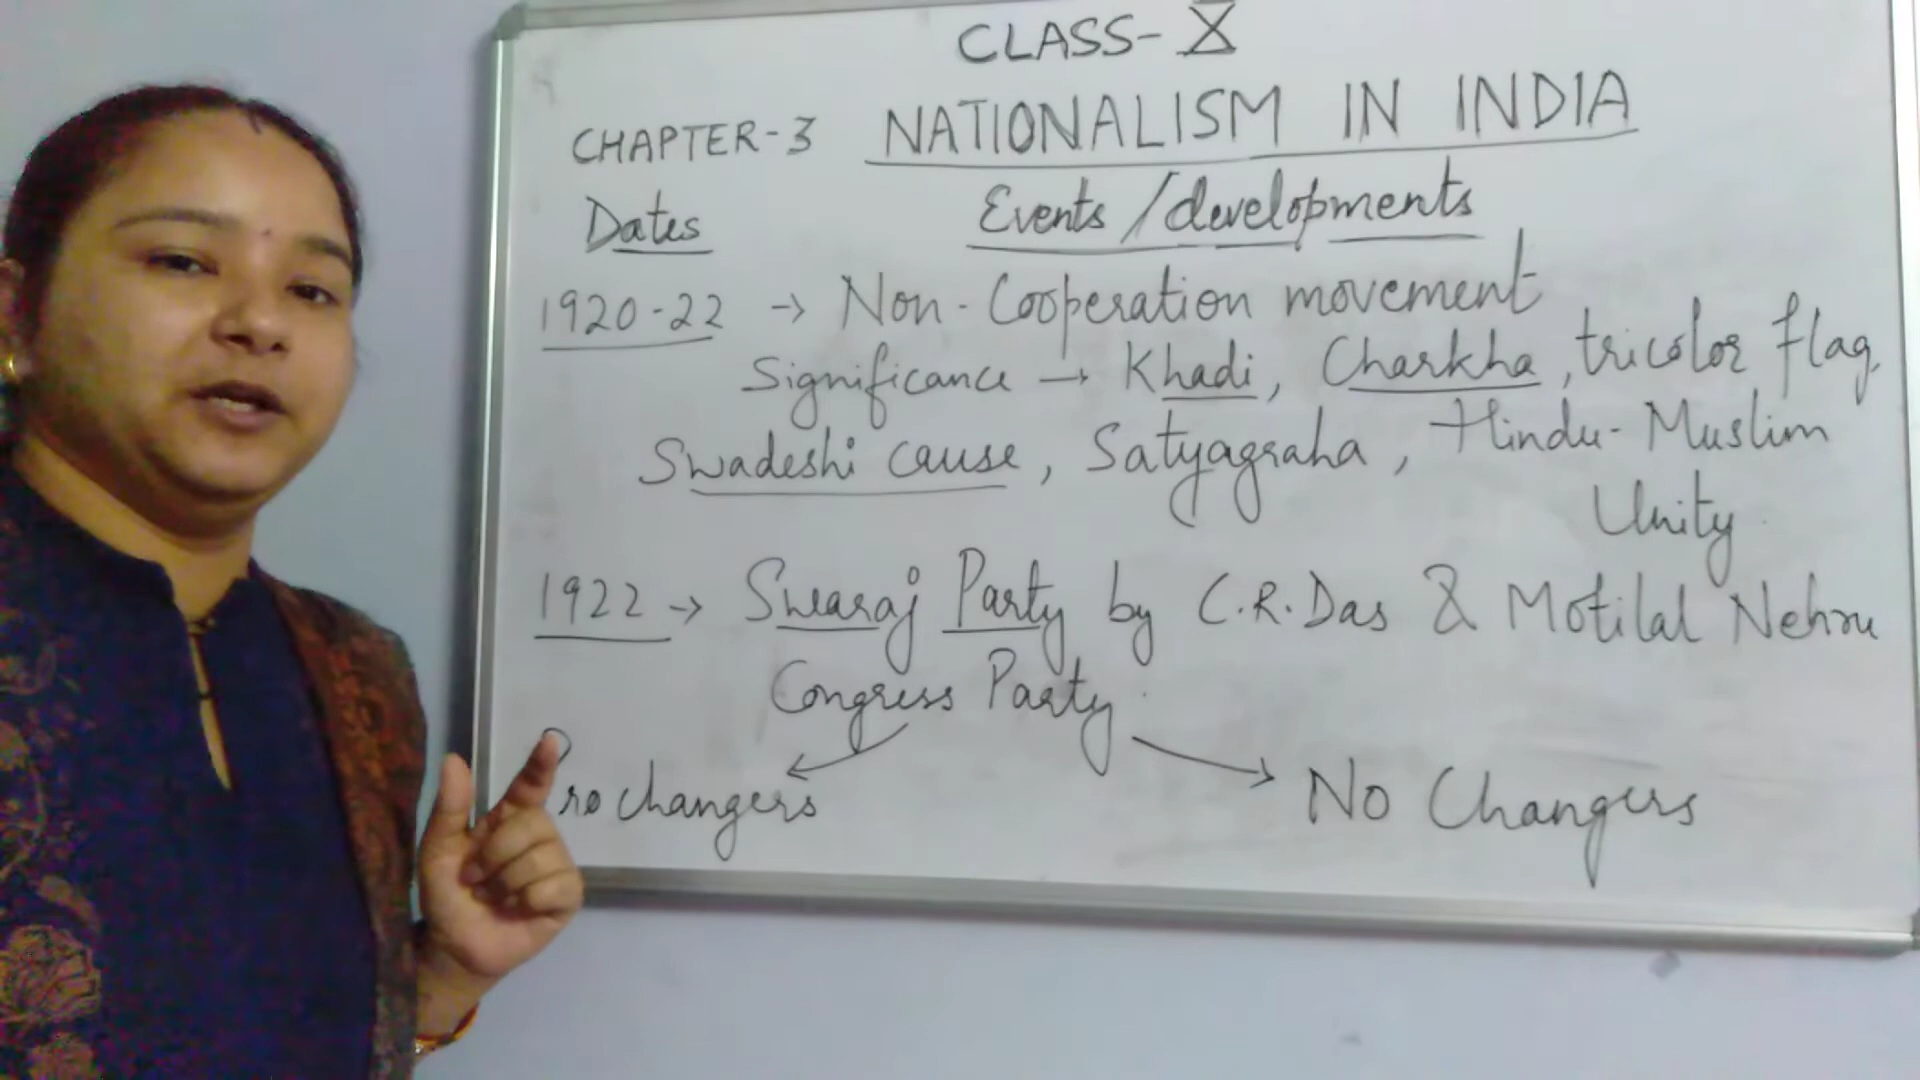 CLASS-X
CHAPTER-3 NATIONALISM IN INDIA
Dates Events/developments
1920-22 → Non-Cooperation movement
Significance → Khadi, Charkha, tricolor flag,
Swadeshi cause, Satyagraha, Hindu-Muslim
Unity
1922 → Swaraj Party by C.R.Das & Motilal Nehru
Congress Party
Pro changers No Changers